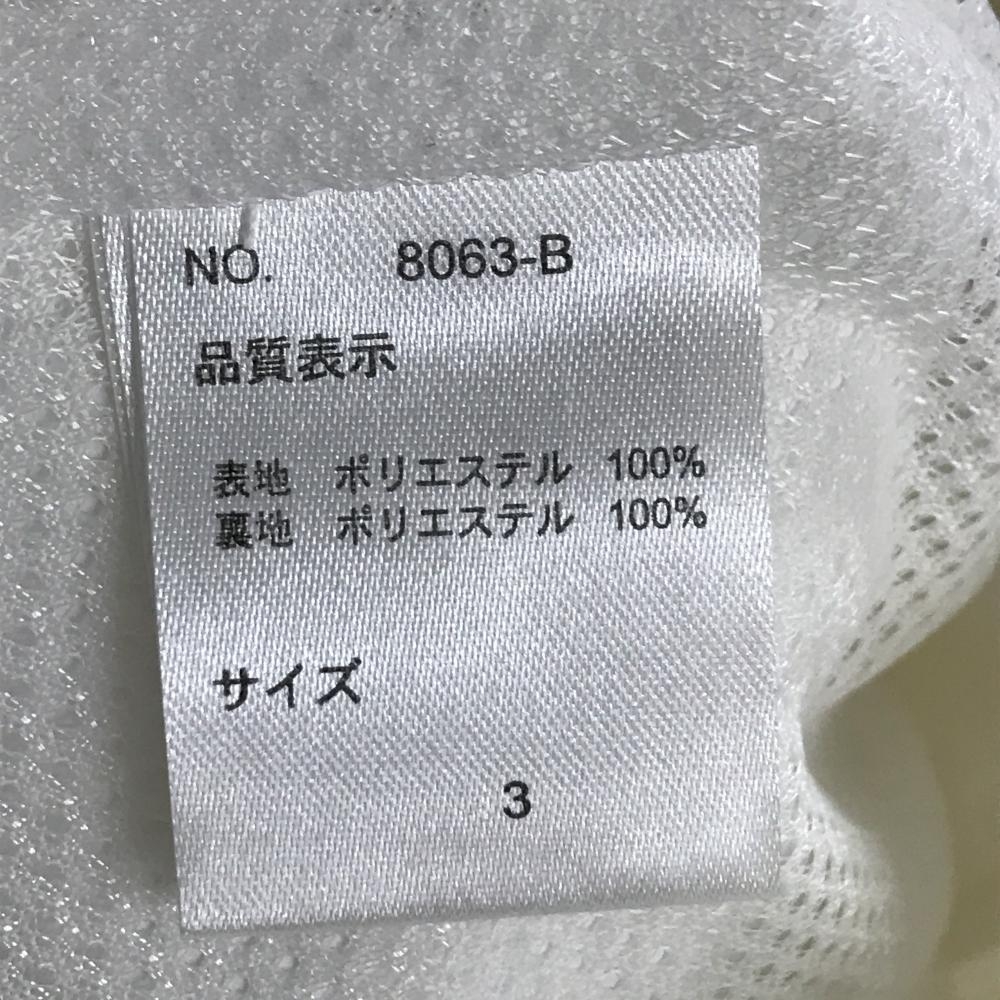 NO. 8063-B
品質表示
表地 ポリエステル 100%
裏地 ポリエステル 100%
サイズ
3